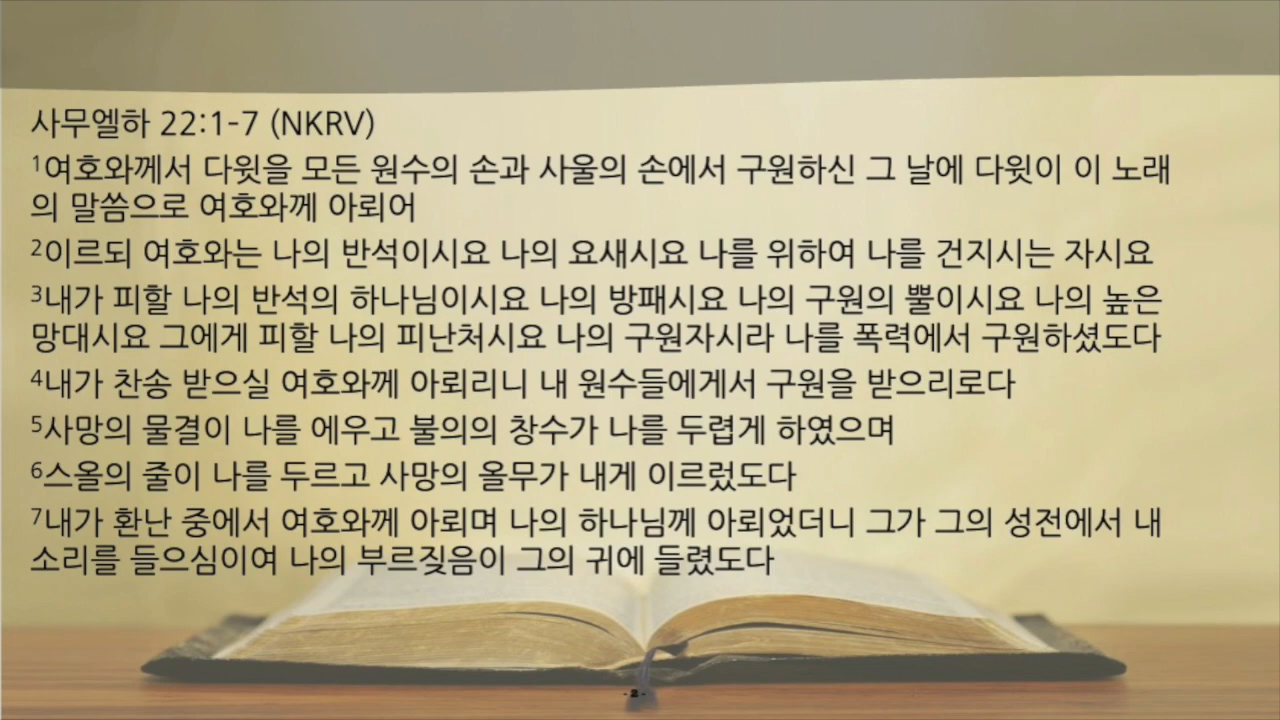 사무엘하 22:1-7 (NKRV)
¹여호와께서 다윗을 모든 원수의 손과 사울의 손에서 구원하신 그 날에 다윗이 이 노래
의 말씀으로 여호와께 아뢰어
²이르되 여호와는 나의 반석이시요 나의 요새시요 나를 위하여 나를 건지시는 자시요
³내가 피할 나의 반석의 하나님이시요 나의 방패시요 나의 구원의 뿔이시요 나의 높은
망대시요 그에게 피할 나의 피난처시요 나의 구원자시라 나를 폭력에서 구원하셨도다
⁴내가 찬송 받으실 여호와께 아뢰리니 내 원수들에게서 구원을 받으리로다
⁵사망의 물결이 나를 에우고 불의의 창수가 나를 두렵게 하였으며
⁶스올의 줄이 나를 두르고 사망의 올무가 내게 이르렀도다
⁷내가 환난 중에서 여호와께 아뢰며 나의 하나님께 아뢰었더니 그가 그의 성전에서 내
소리를 들으심이여 나의 부르짖음이 그의 귀에 들렸도다
- 2 -